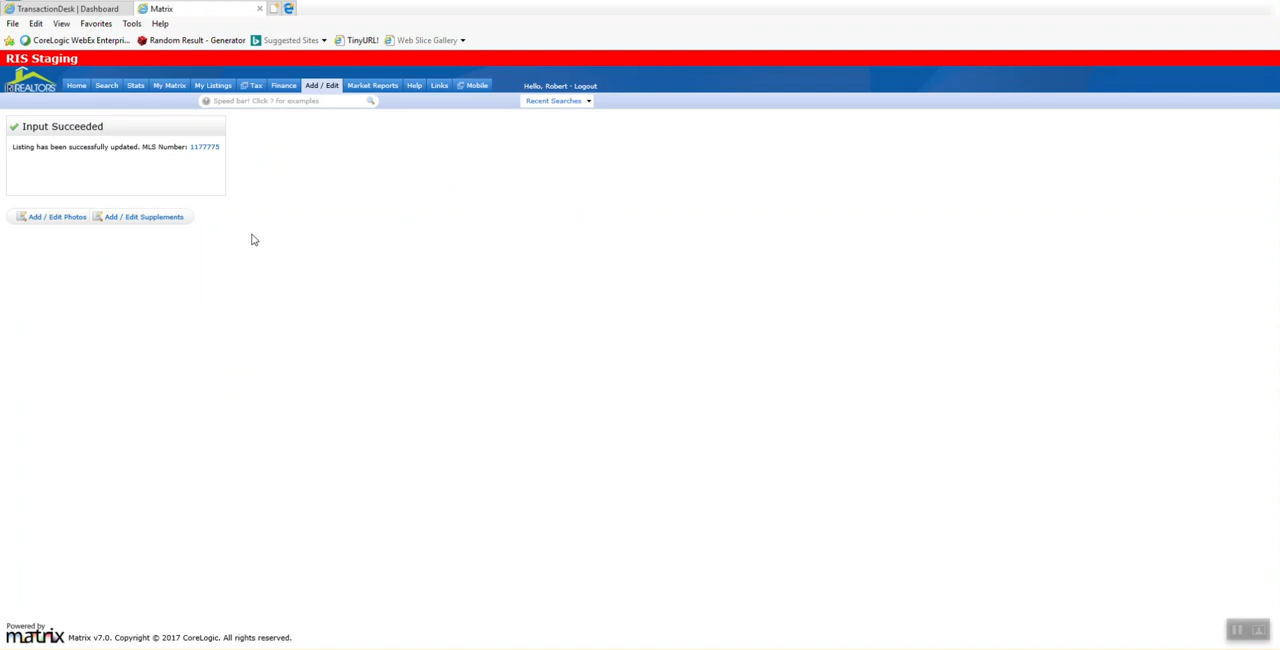 TransactionDesk | Dashboard Matrix
File Edit View Favorites Tools Help
CoreLogic WebEx Enterpri... Random Result - Generator Suggested Sites TinyURL! Web Slice Gallery
RIS Staging
REALTORS Home Search Stats My Matrix My Listings Tax Finance Add / Edit Market Reports Help Links Mobile Hello, Robert - Logout
Speed bar! Click ? for examples Recent Searches
Input Succeeded
Listing has been successfully updated. MLS Number: 1177775
Add / Edit Photos Add / Edit Supplements
Powered by
matrix Matrix v7.0. Copyright © 2017 CoreLogic. All rights reserved.